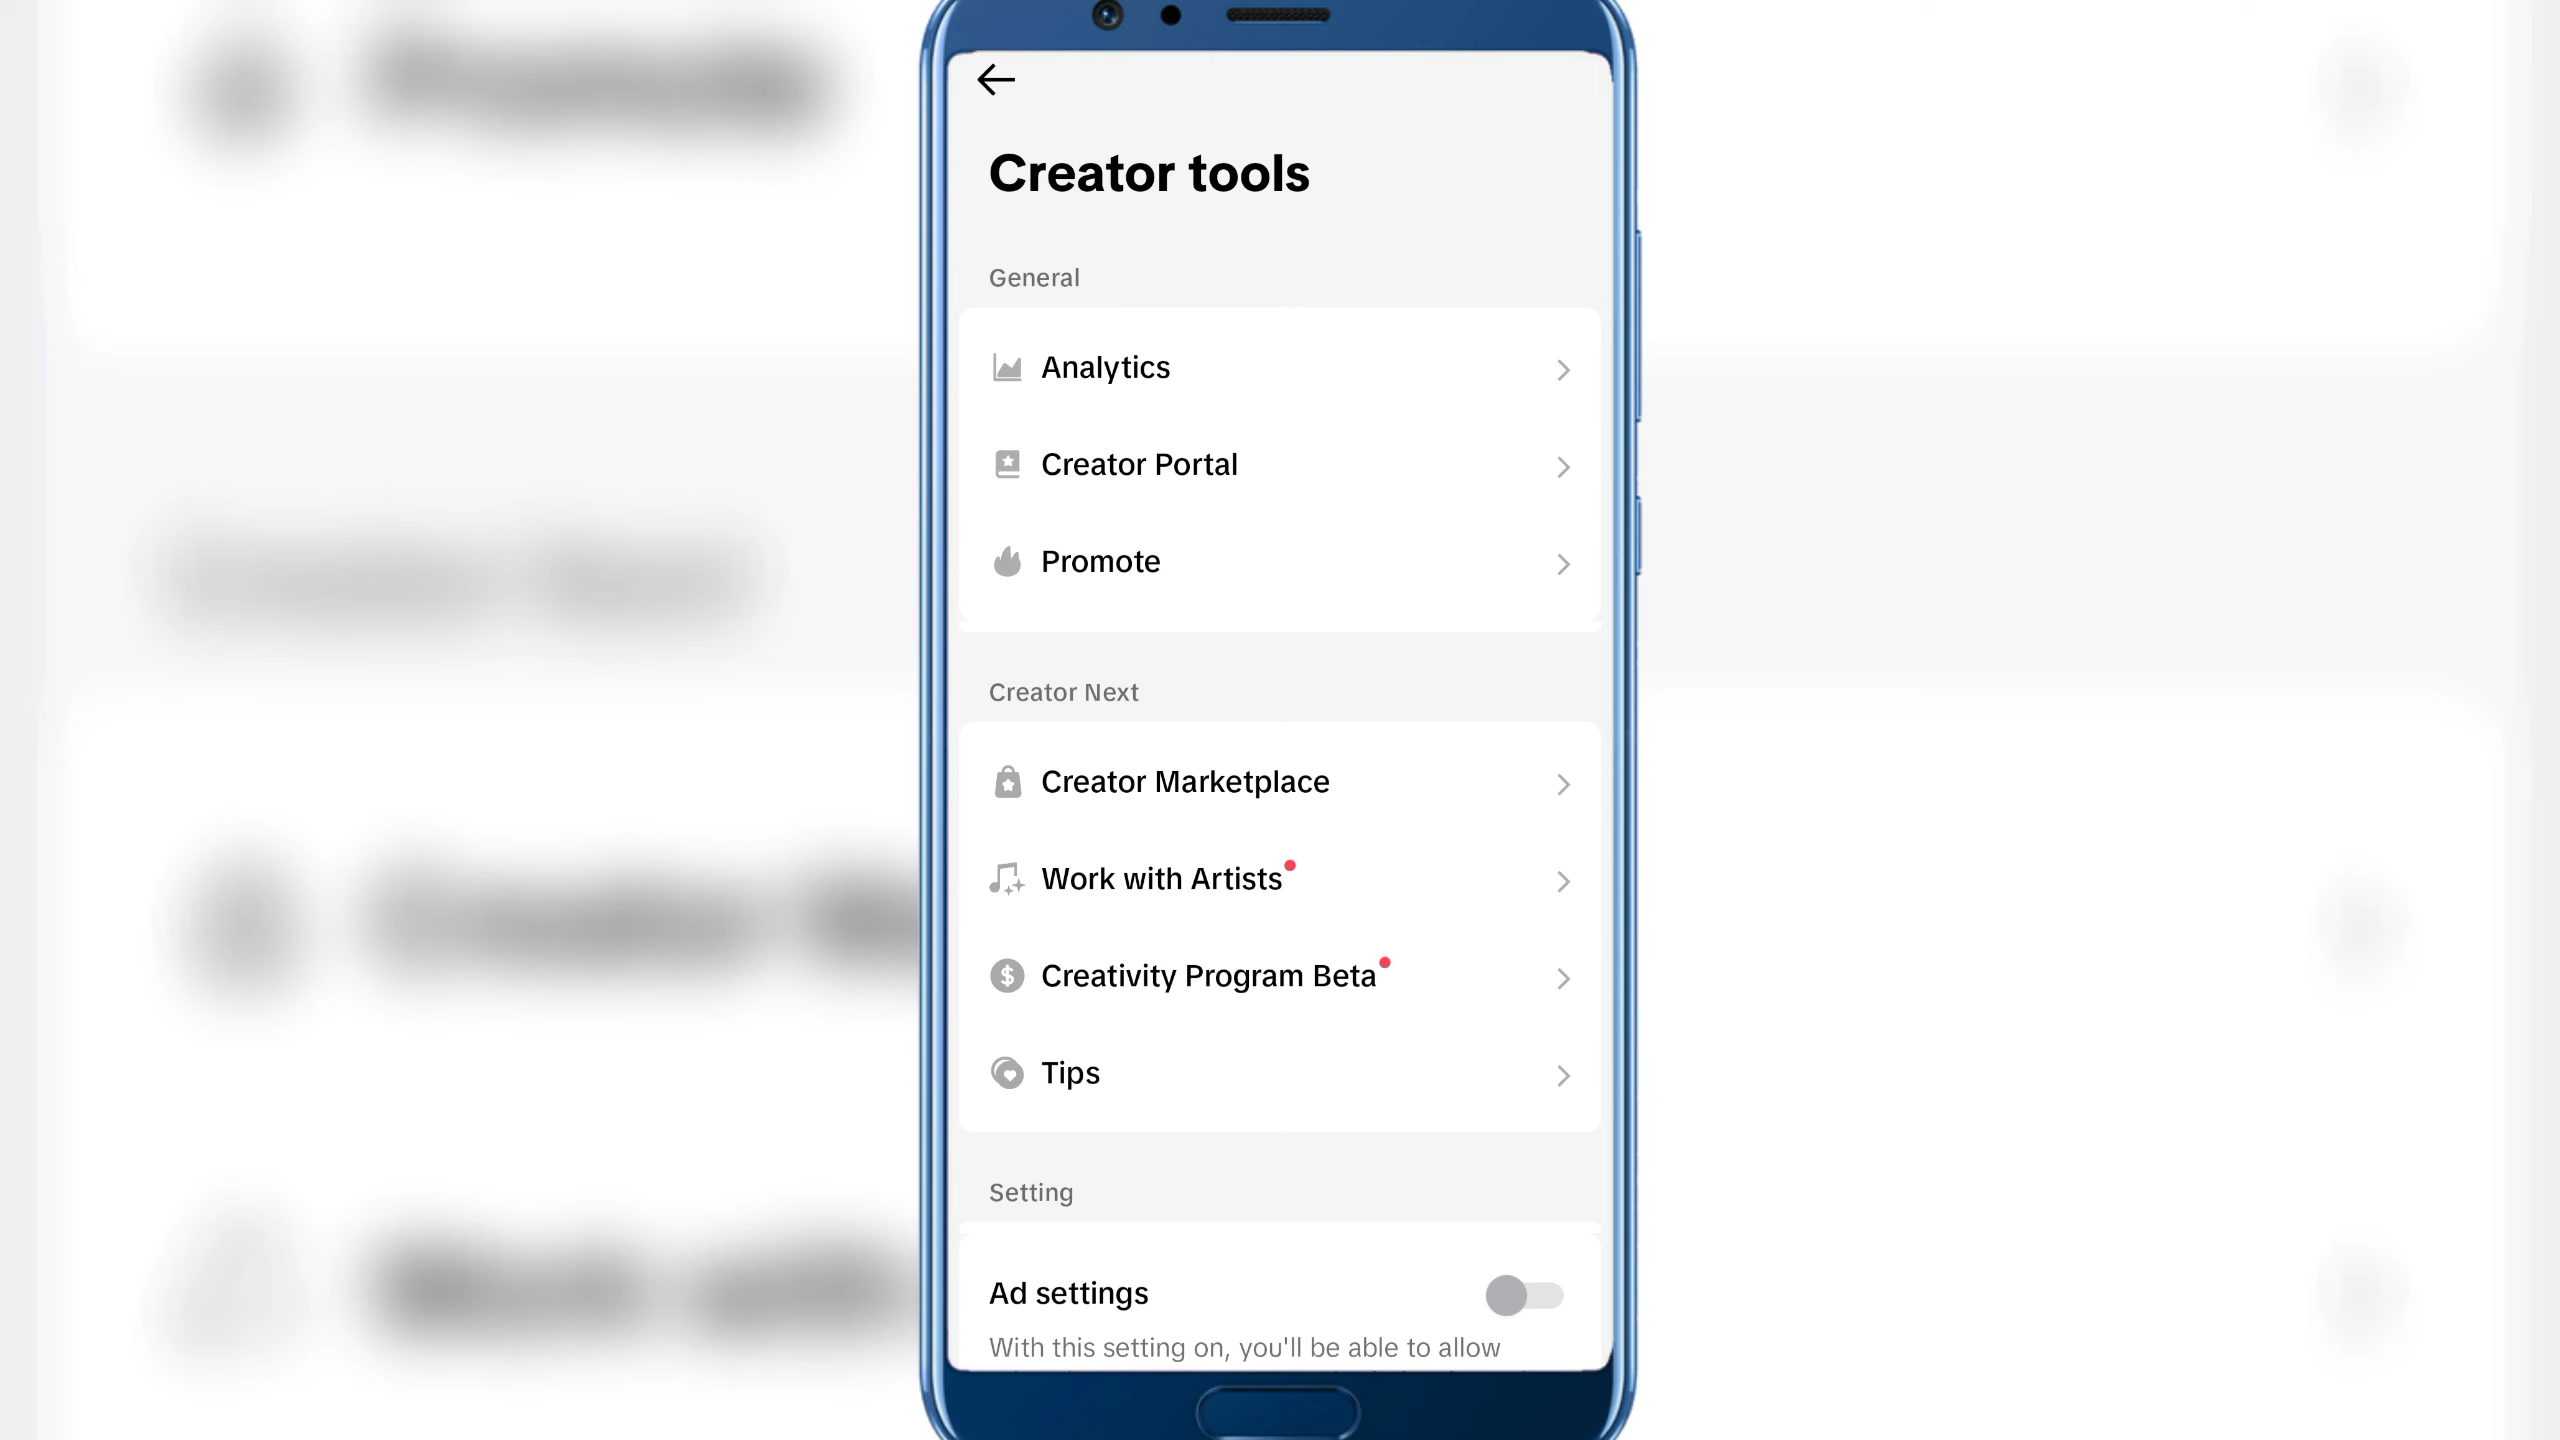 Creator tools
General
Analytics
Creator Portal
Promote
Creator Next
Creator Marketplace
Work with Artists
Creativity Program Beta
Tips
Setting
Ad settings
With this setting on, you'll be able to allow